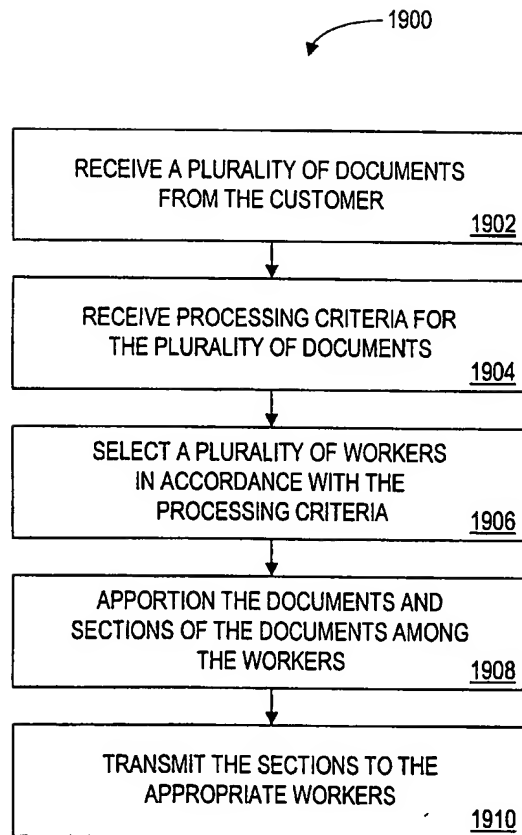 1900
RECEIVE A PLURALITY OF DOCUMENTS
FROM THE CUSTOMER
1902
RECEIVE PROCESSING CRITERIA FOR
THE PLURALITY OF DOCUMENTS
1904
SELECT A PLURALITY OF WORKERS
IN ACCORDANCE WITH THE
PROCESSING CRITERIA
1906
APPORTION THE DOCUMENTS AND
SECTIONS OF THE DOCUMENTS AMONG
THE WORKERS
1908
TRANSMIT THE SECTIONS TO THE
APPROPRIATE WORKERS
1910